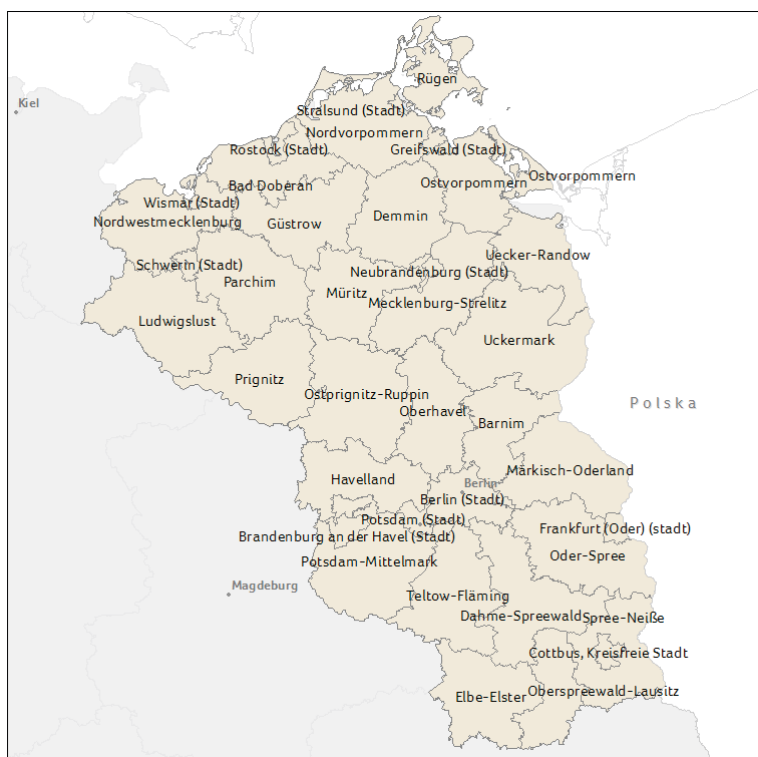 Rügen
Kiel
Stralsund (Stadt)
Nordvorpommern
Rostock (Stadt)
Greifswald (Stadt)
Ostvorpommern
Ostvorpommern
Bad Doberan
Wismar (Stadt)
Demmin
Nordwestmecklenburg
Güstrow
Uecker-Randow
Schwerin (Stadt)
Neubrandenburg (Stadt)
Parchim
Müritz
Mecklenburg-Strelitz
Ludwigslust
Uckermark
Prignitz
Ostprignitz-Ruppin
Polska
Oberhavel
Barnim
Märkisch-Oderland
Havelland
Berlin
Berlin (Stadt)
Potsdam (Stadt)
Frankfurt (Oder) (stadt)
Brandenburg an der Havel (Stadt)
Oder-Spree
Potsdam-Mittelmark
Magdeburg
Teltow-Fläming
Dahme-Spreewald
Spree-Neiße
Cottbus, Kreisfreie Stadt
Elbe-Elster
Oberspreewald-Lausitz